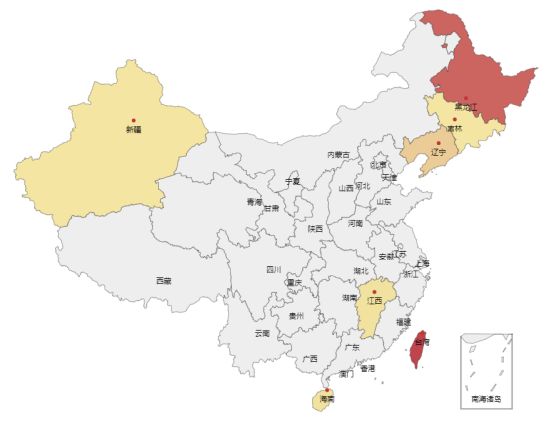 黑龙江
吉林
新疆
辽宁
内蒙古
北京
天津
宁夏
山西
河北
青海
甘肃
山东
陕西
河南
西藏
四川
重庆
湖北
安徽
江苏
上海
浙江
湖南
江西
贵州
云南
福建
广西
广东
台湾
澳门
香港
海南
南海诸岛